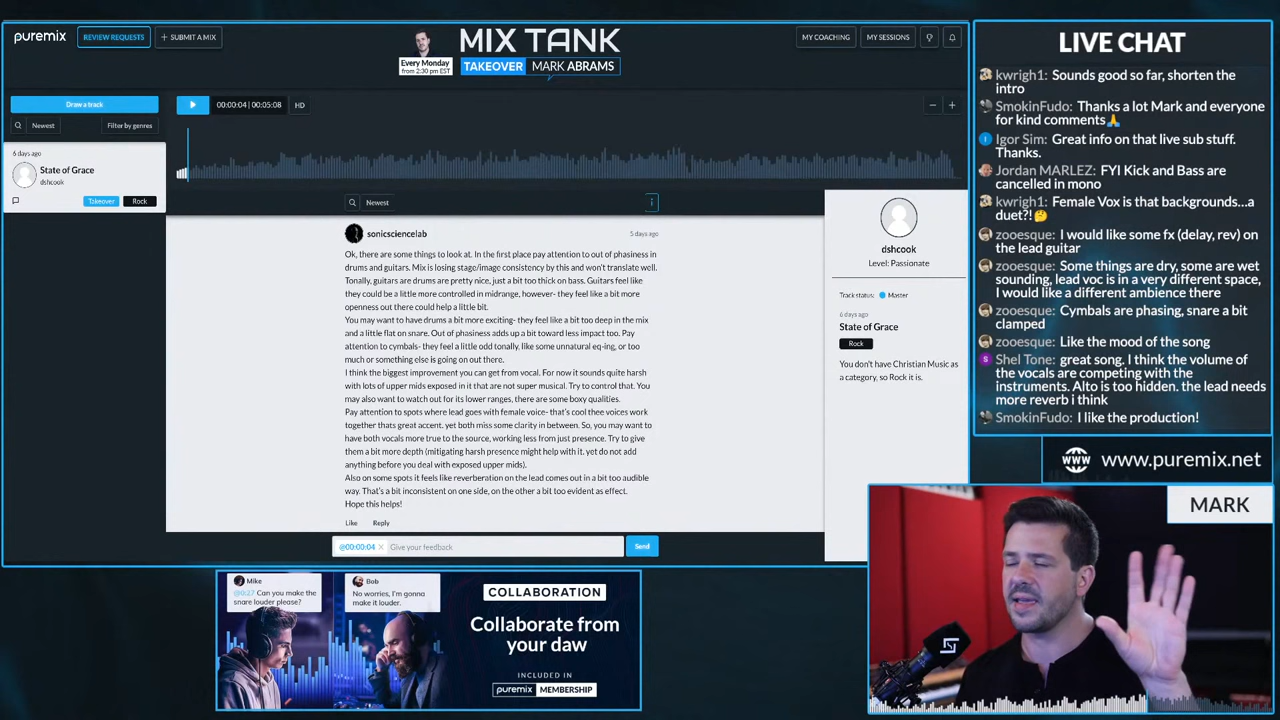 puremix
REVIEW REQUESTS
+ SUBMIT A MIX
Every Monday
from 2:30 pm EST
MIX TANK
TAKEOVER MARK ABRAMS
MY COACHING
MY SESSIONS
Draw a track
Newest
Filter by genres
6 days ago
State of Grace
dshcook
Takeover
Rock
00:00:04 | 00:05:08
HD
Newest
sonicsciencelab
5 days ago
Ok, there are some things to look at. In the first place pay attention to out of phasiness in
drums and guitars. Mix is losing stage/image consistency by this and won't translate well.
Tonally, guitars are drums are pretty nice, just a bit too thick on bass. Guitars feel like
they could be a little more controlled in midrange, however- they feel like a bit more
openness out there could help a little bit.
You may want to have drums a bit more exciting- they feel like a bit too deep in the mix
and a little flat on snare. Out of phasiness adds up a bit toward less impact too. Pay
attention to cymbals- they feel a little odd tonally, like some unnatural eq-ing, or too
much or something else is going on out there.
I think the biggest improvement you can get from vocal. For now it sounds quite harsh
with lots of upper mids exposed in it that are not super musical. Try to control that. You
may also want to watch out for its lower ranges, there are some boxy qualities.
Pay attention to spots where lead goes with female voice- that's cool thee voices work
together thats great accent. yet both miss some clarity in between. So, you may want to
have both vocals more true to the source, working less from just presence. Try to give
them a bit more depth (mitigating harsh presence might help with it. yet do not add
anything before you deal with exposed upper mids).
Also on some spots it feels like reverberation on the lead comes out in a bit too audible
way. That's a bit inconsistent on one side, on the other a bit too evident as effect.
Hope this helps!
Like
Reply
@00:00:04 ×
Give your feedback
Send
dshcook
Level: Passionate
Track status: Master
6 days ago
State of Grace
Rock
You don't have Christian Music as
a category, so Rock it is.
LIVE CHAT
kwrigh1: Sounds good so far, shorten the
intro
SmokinFudo: Thanks a lot Mark and everyone
for kind comments🙏
Igor Sim: Great info on that live sub stuff.
Thanks.
Jordan MARLEZ: FYI Kick and Bass are
cancelled in mono
kwrigh1: Female Vox is that backgrounds...a
duet?!🤔
zooesque: I would like some fx (delay, rev) on
the lead guitar
zooesque: Some things are dry, some are wet
sounding, lead voc is in a very different space,
I would like a different ambience there
zooesque: Cymbals are phasing, snare a bit
clamped
zooesque: Like the mood of the song
Shel Tone: great song. I think the volume of
the vocals are competing with the
instruments. Alto is too hidden. the lead needs
more reverb i think
SmokinFudo: I like the production!
www.puremix.net
MARK
Mike
@0:27 Can you make the
snare louder please?
Bob
No worries, I'm gonna
make it louder.
COLLABORATION
Collaborate from
your daw
INCLUDED IN
puremix MEMBERSHIP